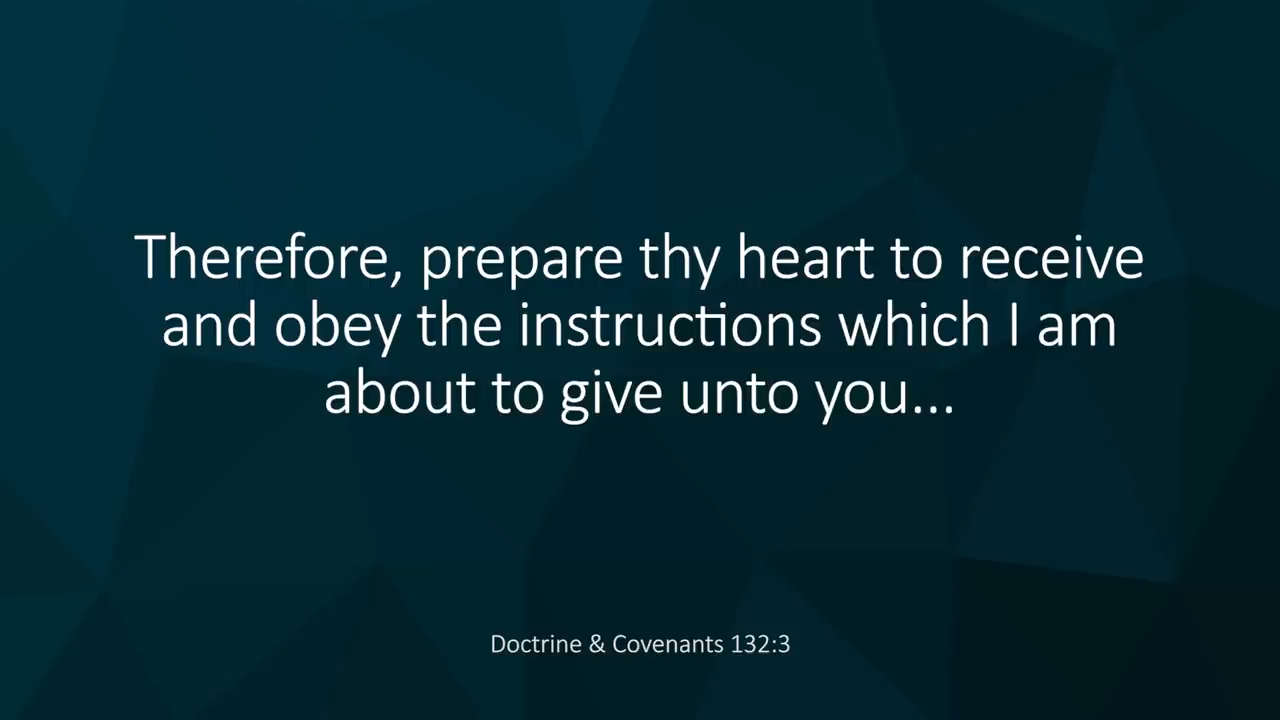 Therefore, prepare thy heart to receive
and obey the instructions which I am
about to give unto you...
Doctrine & Covenants 132:3